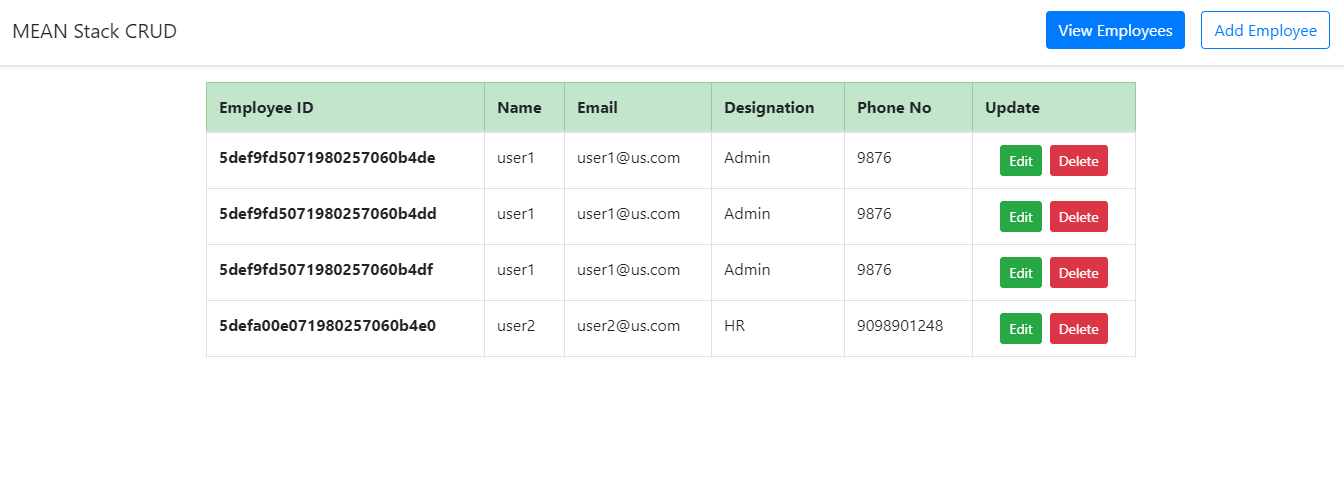 MEAN Stack CRUD View Employees Add Employee
Employee ID Name Email Designation Phone No Update
5def9fd5071980257060b4de user1 user1@us.com Admin 9876 Edit Delete
5def9fd5071980257060b4dd user1 user1@us.com Admin 9876 Edit Delete
5def9fd5071980257060b4df user1 user1@us.com Admin 9876 Edit Delete
5defa00e071980257060b4e0 user2 user2@us.com HR 9098901248 Edit Delete